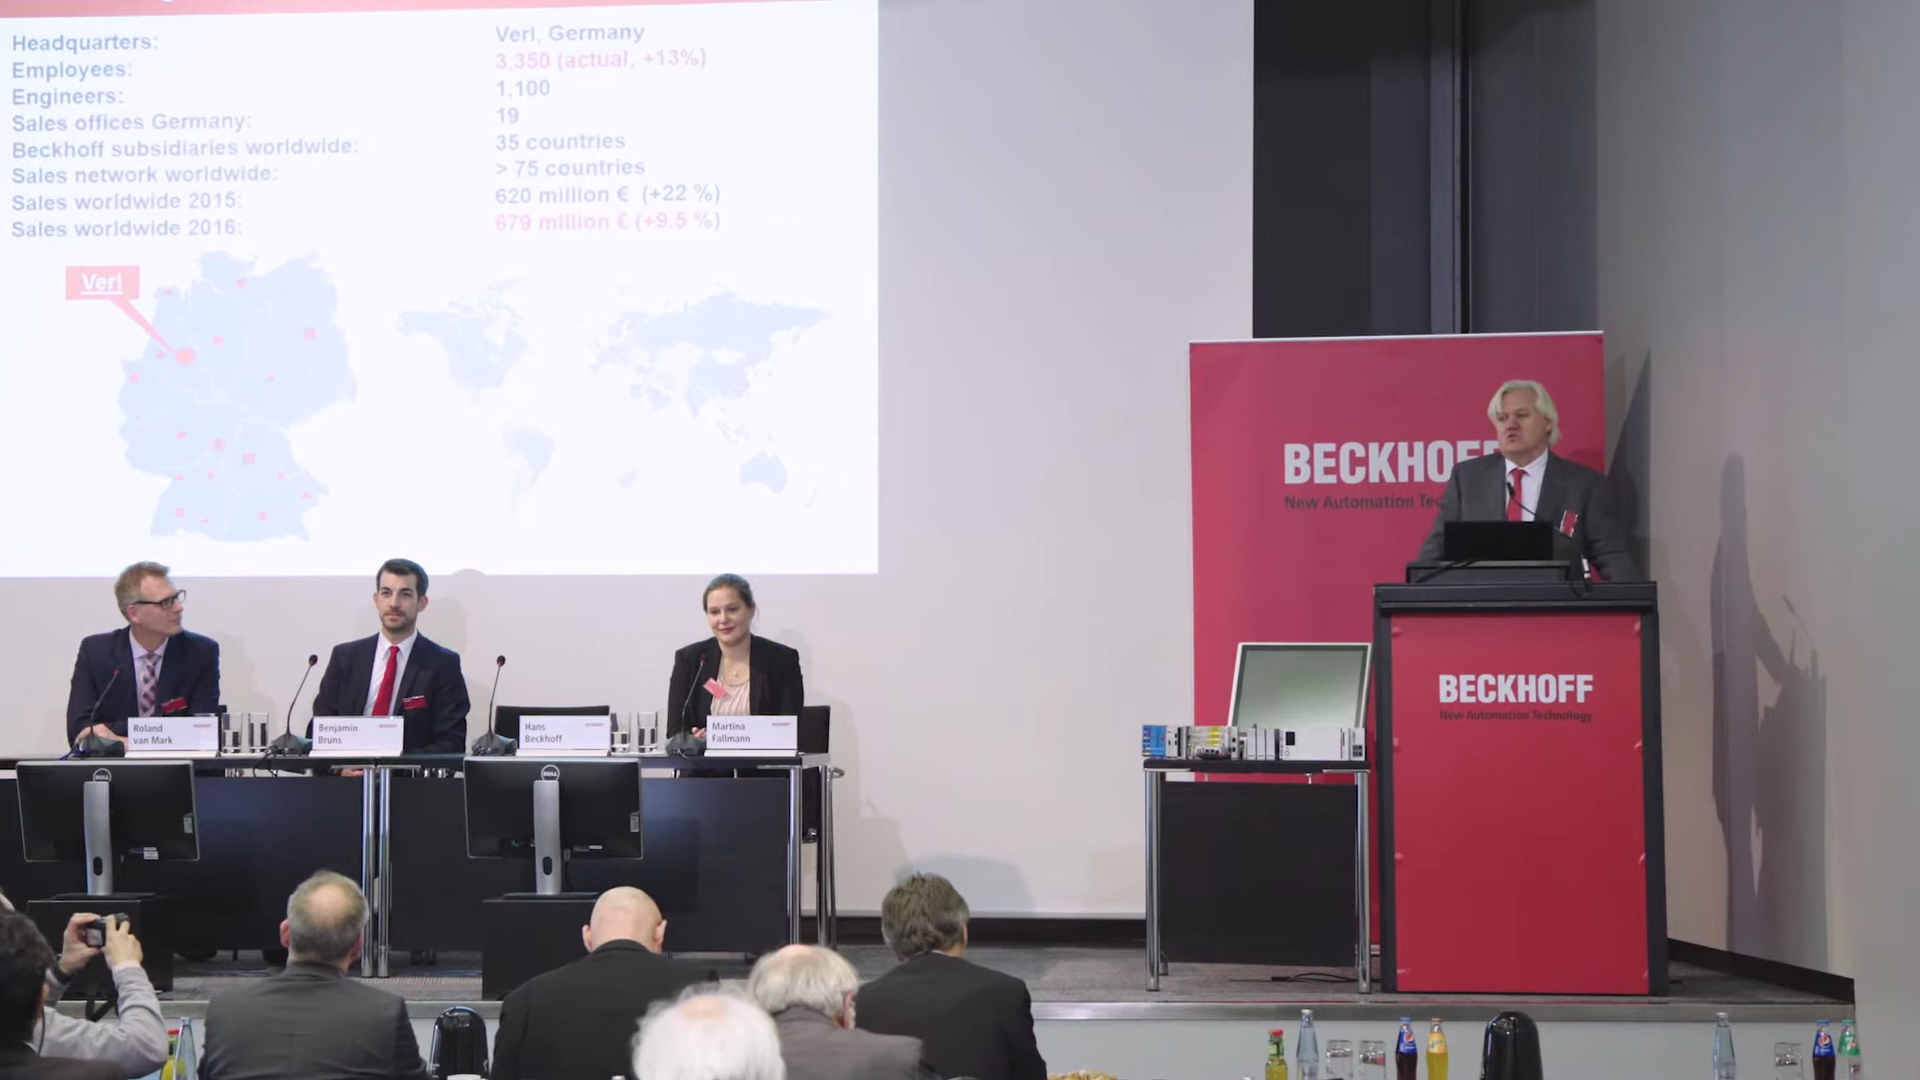 Headquarters: Verl, Germany
Employees: 3,350 (actual, +13%)
Engineers: 1,100
Sales offices Germany: 19
Beckhoff subsidiaries worldwide: 35 countries
Sales network worldwide: > 75 countries
Sales worldwide 2015: 620 million € (+22 %)
Sales worldwide 2016: 679 million € (+9.5 %)
Verl
BECKHOFF
New Automation Tec
Roland
van Mark
Benjamin
Bruns
Hans
Beckhoff
Martina
Fallmann
BECKHOFF
New Automation Technology
DELL
DELL